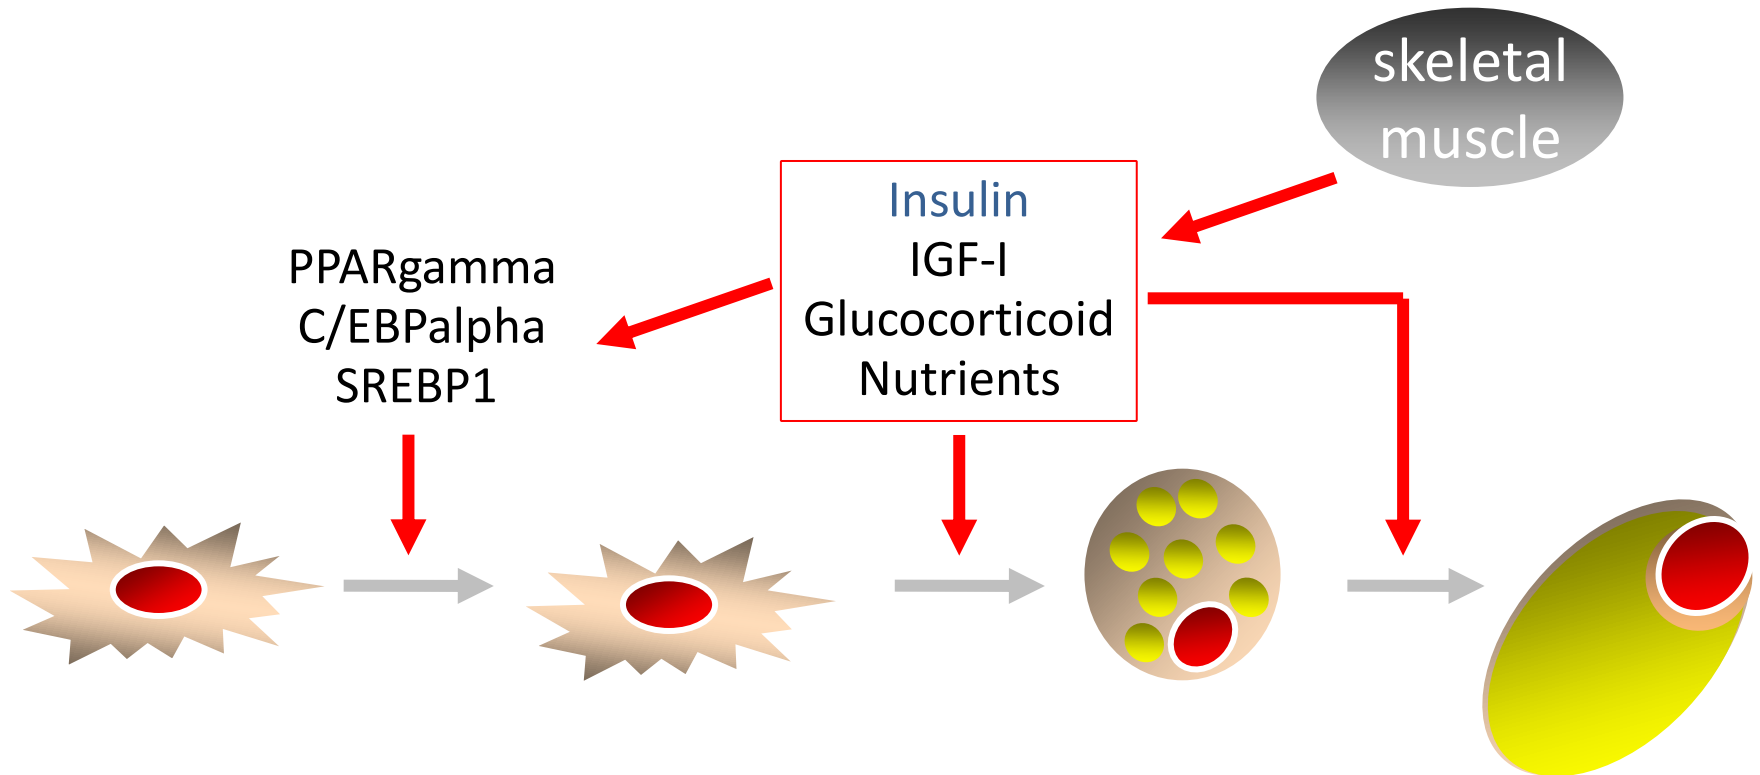 skeletal
muscle
Insulin
IGF-I
Glucocorticoid
Nutrients
PPARgamma
C/EBPalpha
SREBP1